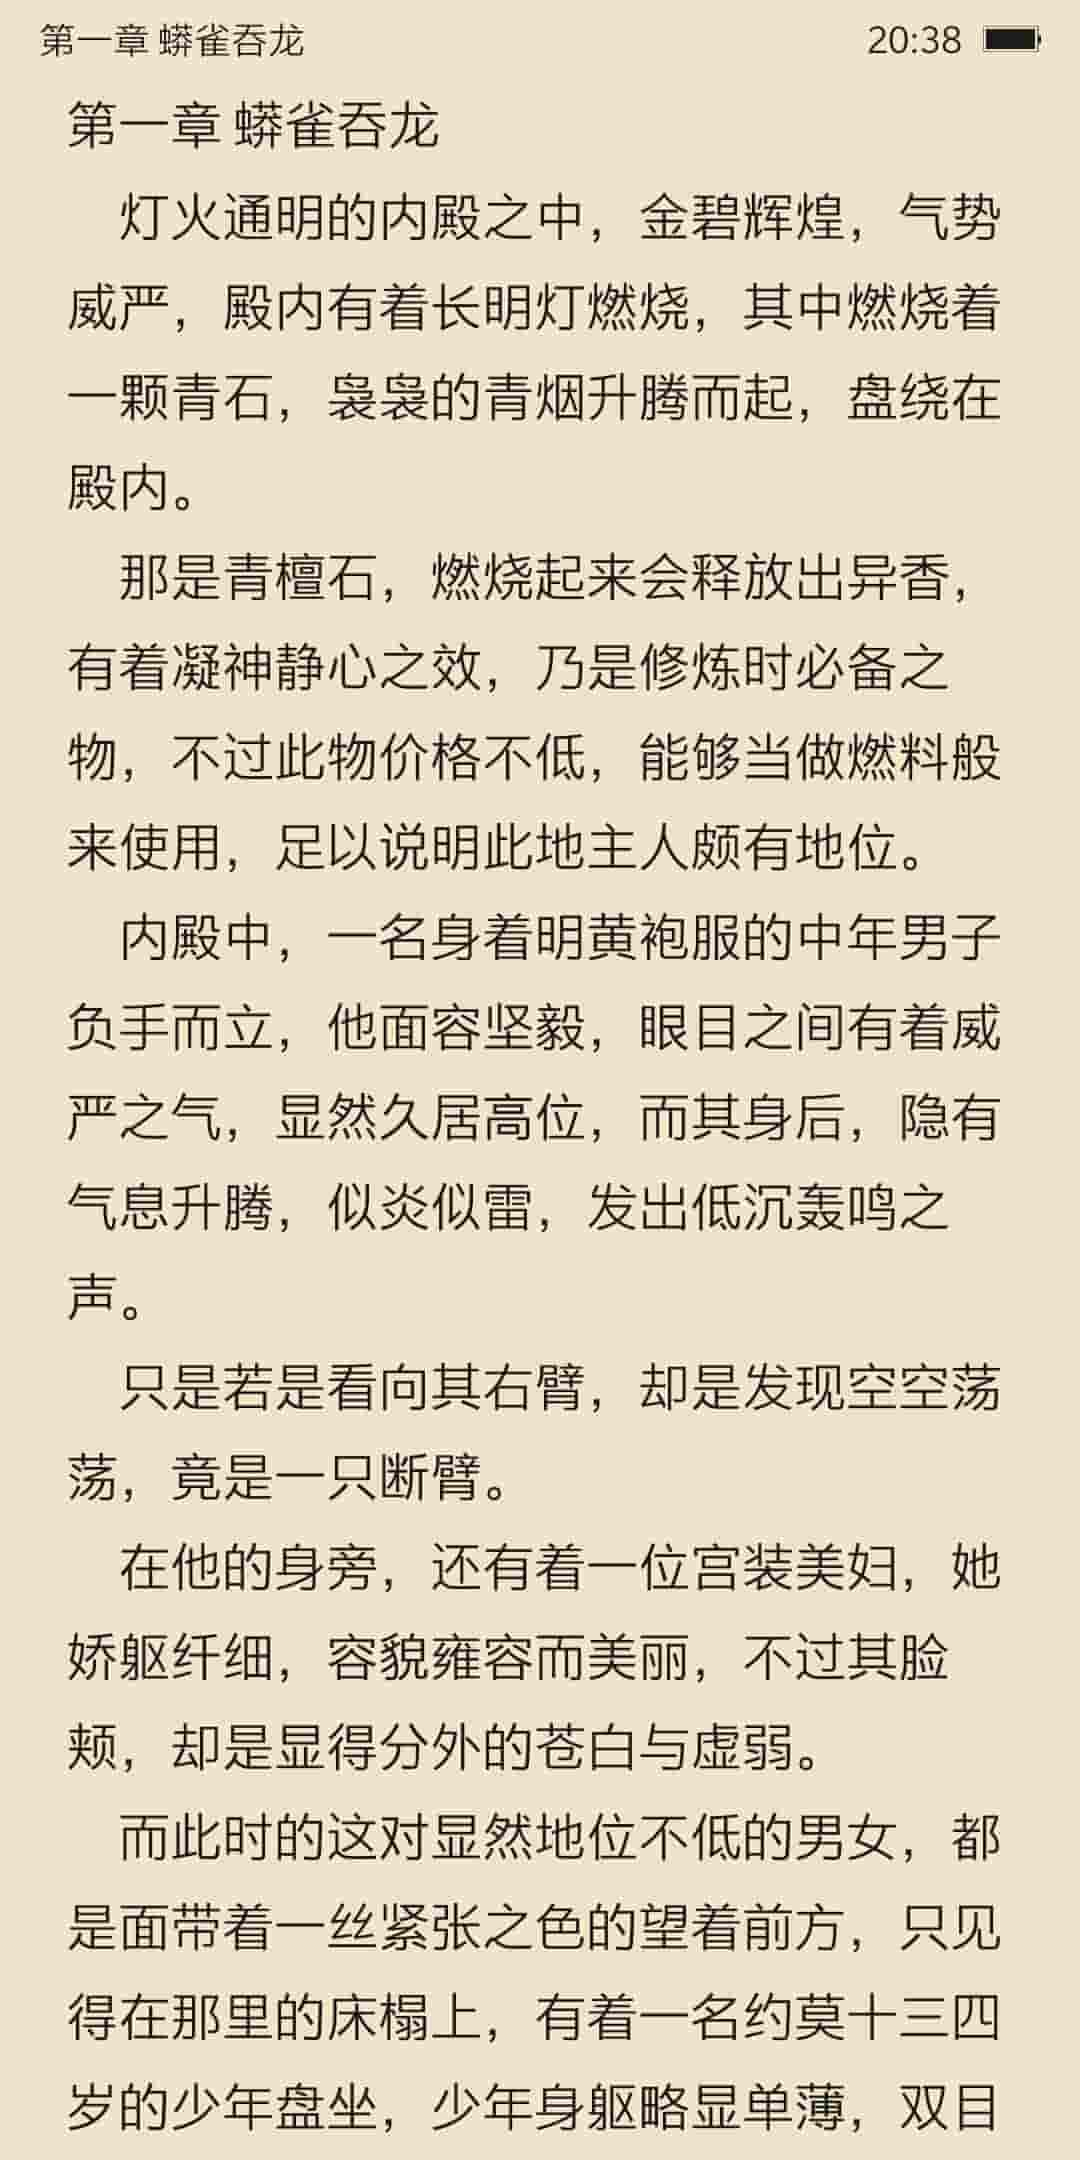 第一章 蟒雀吞龙
20:38
第一章 蟒雀吞龙
灯火通明的内殿之中，金碧辉煌，气势
威严，殿内有着长明灯燃烧，其中燃烧着
一颗青石，袅袅的青烟升腾而起，盘绕在
殿内。
那是青檀石，燃烧起来会释放出异香，
有着凝神静心之效，乃是修炼时必备之
物，不过此物价格不低，能够当做燃料般
来使用，足以说明此地主人颇有地位。
内殿中，一名身着明黄袍服的中年男子
负手而立，他面容坚毅，眼目之间有着威
严之气，显然久居高位，而其身后，隐有
气息升腾，似炎似雷，发出低沉轰鸣之
声。
只是若是看向其右臂，却是发现空空荡
荡，竟是一只断臂。
在他的身旁，还有着一位宫装美妇，她
娇躯纤细，容貌雍容而美丽，不过其脸
颊，却是显得分外的苍白与虚弱。
而此时的这对显然地位不低的男女，都
是面带着一丝紧张之色的望着前方，只见
得在那里的床榻上，有着一名约莫十三四
岁的少年盘坐，少年身躯略显单薄，双目